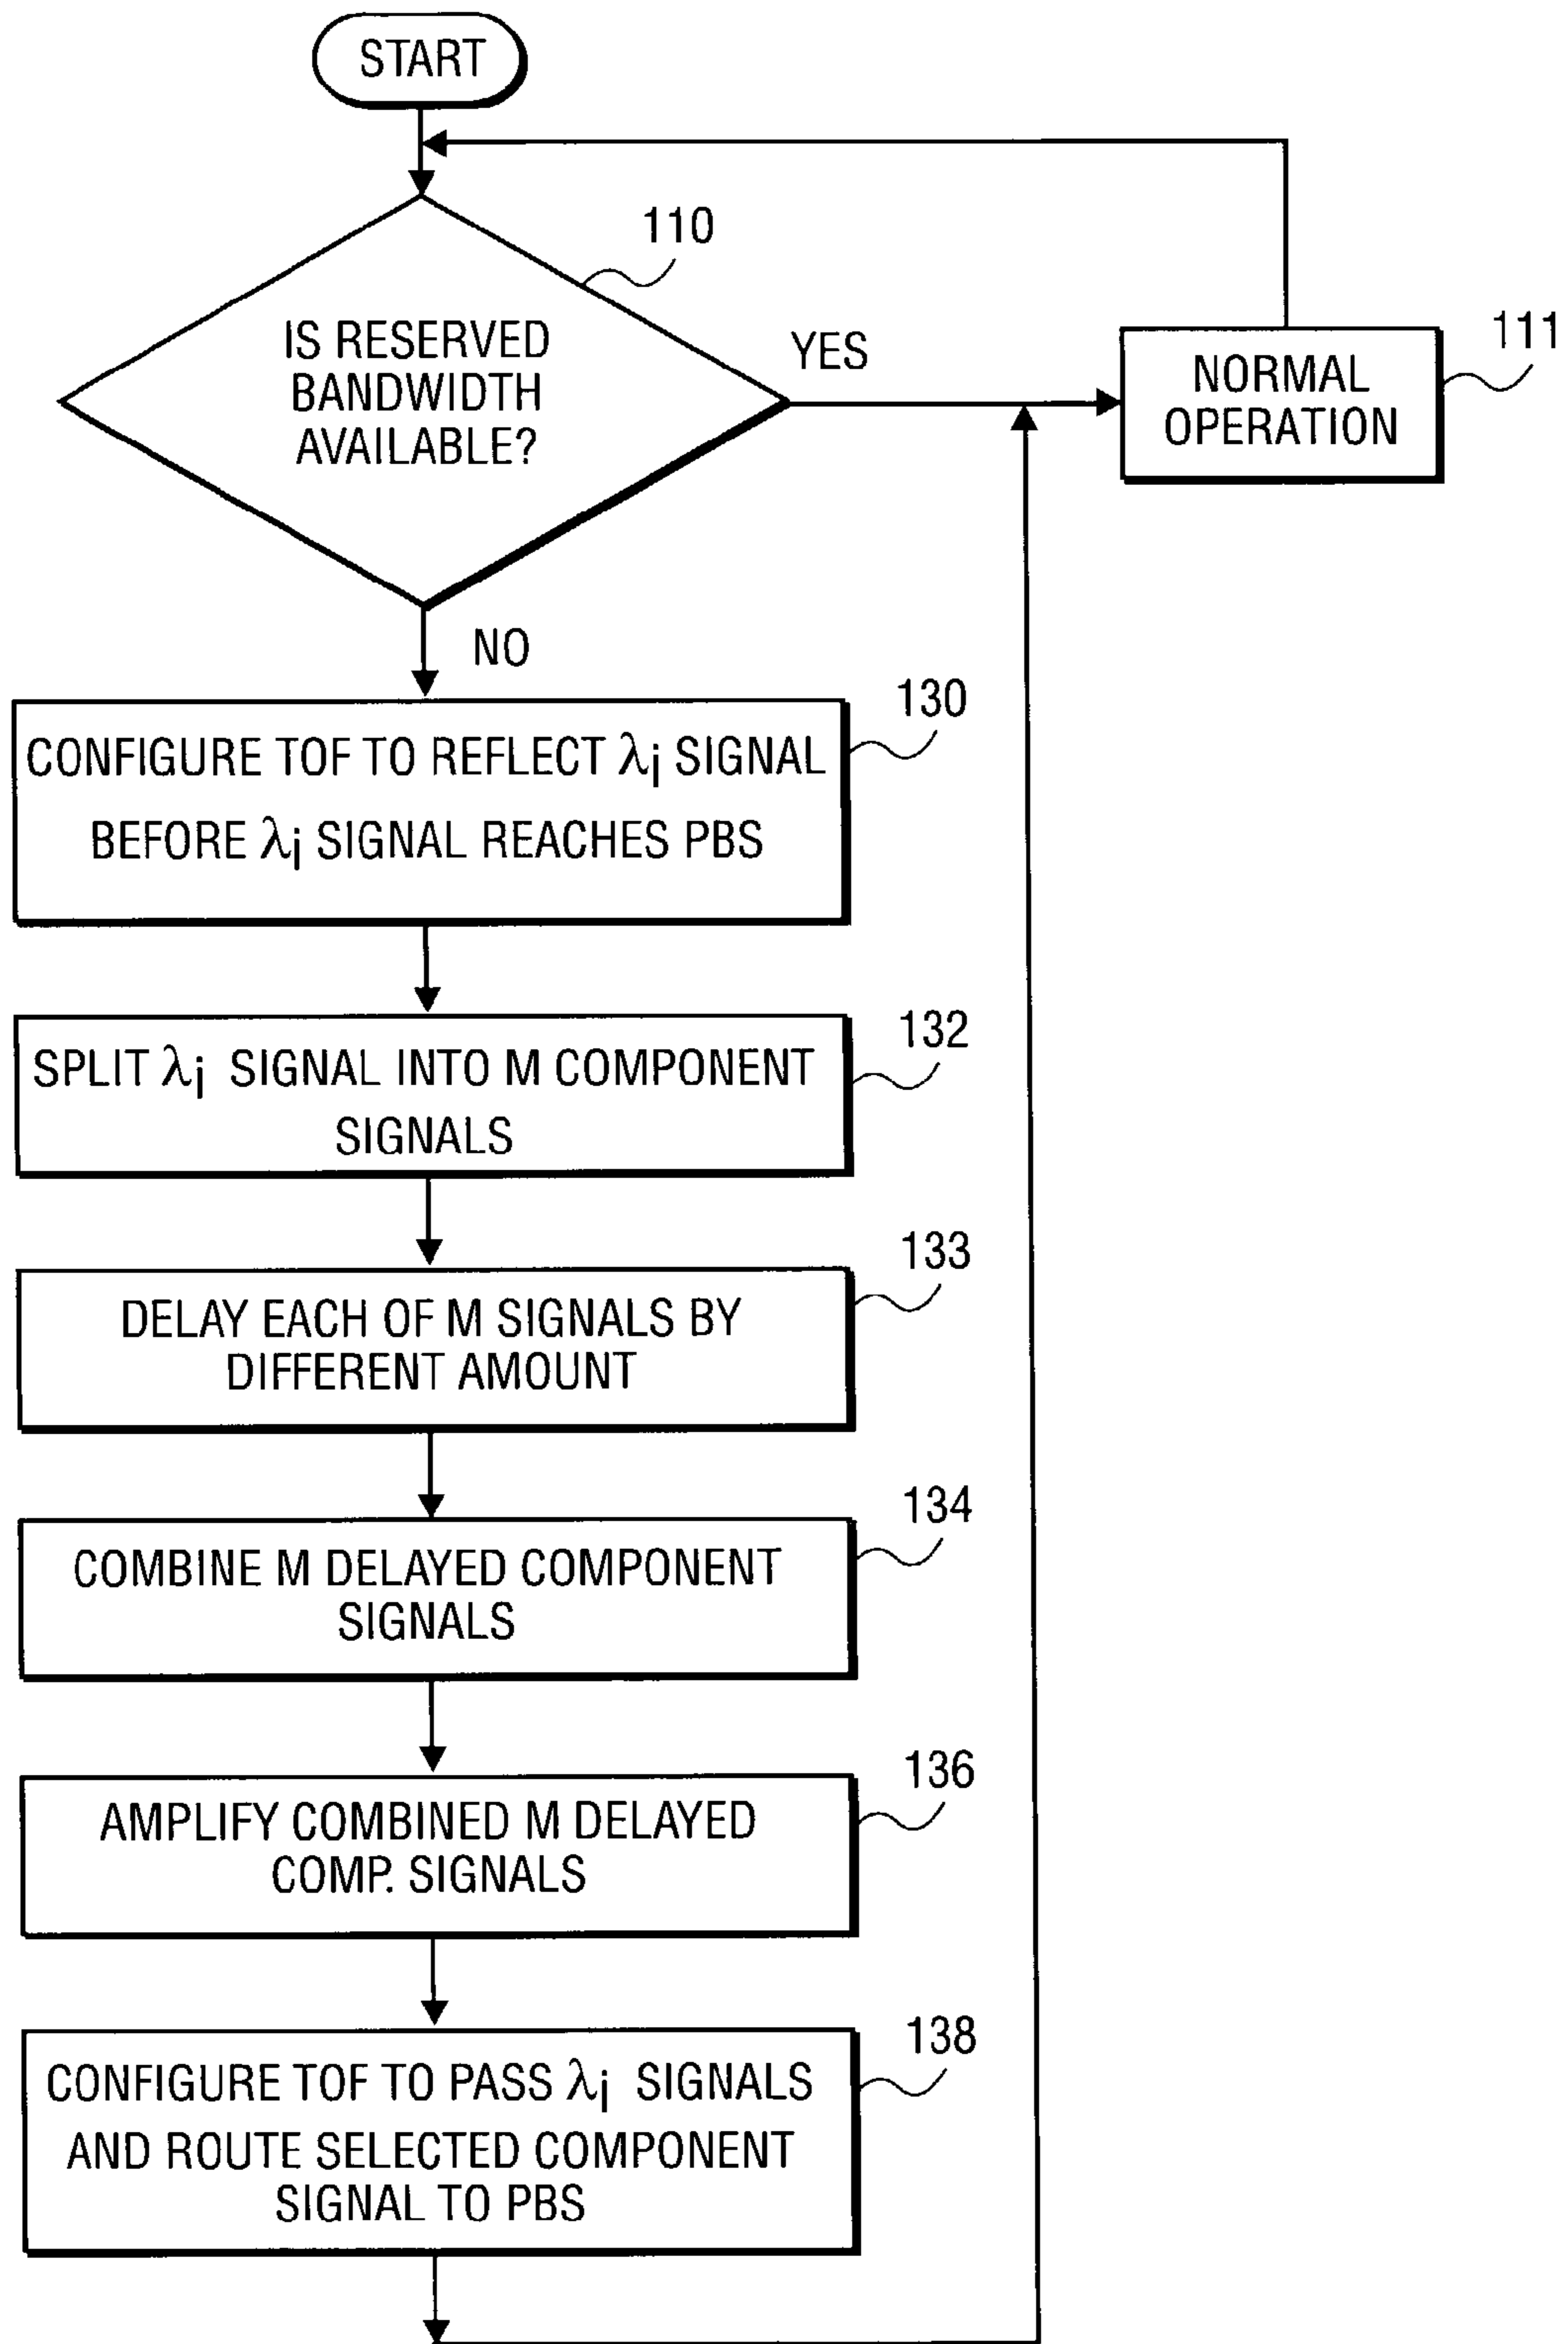 START
110
IS RESERVED
BANDWIDTH
AVAILABLE?
YES
NORMAL
OPERATION
111
NO
130
CONFIGURE TOF TO REFLECT λi SIGNAL
BEFORE λi SIGNAL REACHES PBS
132
SPLIT λi SIGNAL INTO M COMPONENT
SIGNALS
133
DELAY EACH OF M SIGNALS BY
DIFFERENT AMOUNT
134
COMBINE M DELAYED COMPONENT
SIGNALS
136
AMPLIFY COMBINED M DELAYED
COMP. SIGNALS
138
CONFIGURE TOF TO PASS λi SIGNALS
AND ROUTE SELECTED COMPONENT
SIGNAL TO PBS